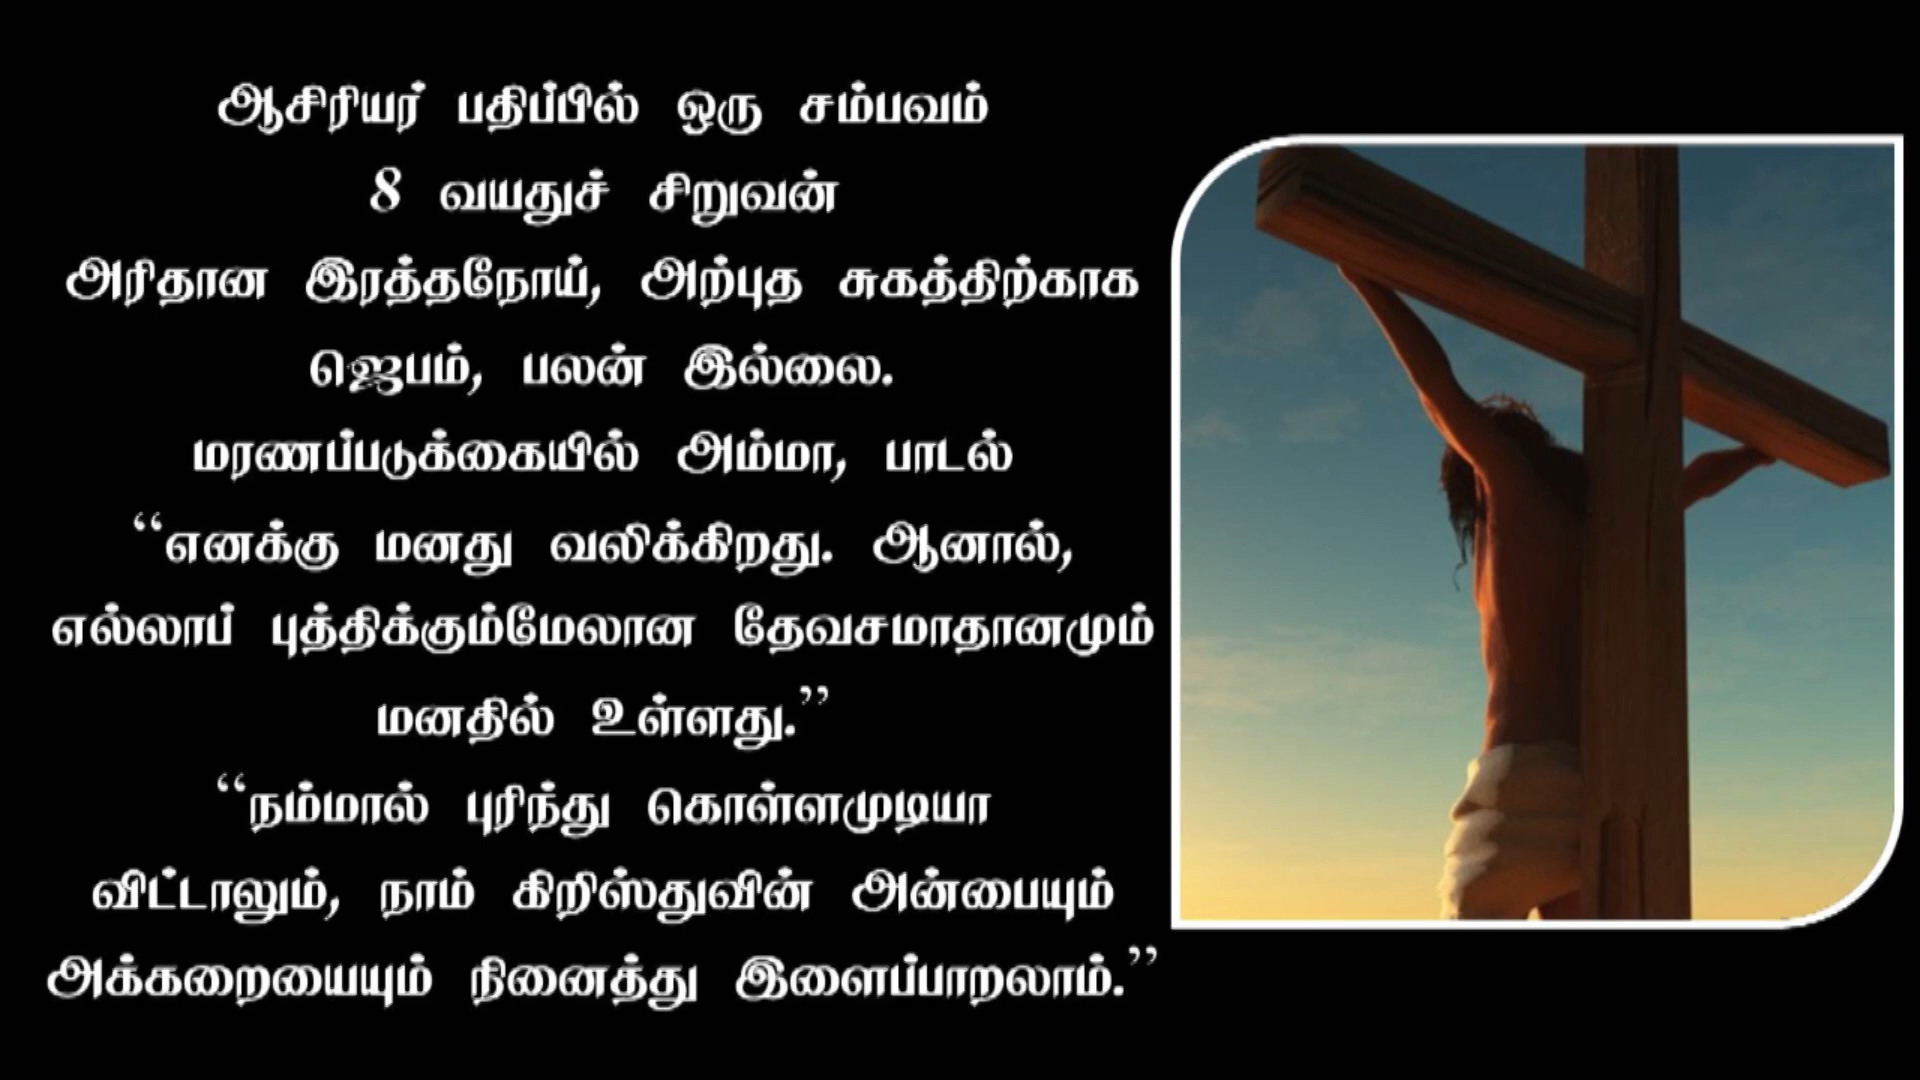 ஆசிரியர் பதிப்பில் ஒரு சம்பவம்
8 வயதுச் சிறுவன்
அரிதான இரத்தநோய், அற்புத சுகத்திற்காக
ஜெபம், பலன் இல்லை.
மரணப்படுக்கையில் அம்மா, பாடல்
“எனக்கு மனது வலிக்கிறது. ஆனால்,
எல்லாப் புத்திக்கும்மேலான தேவசமாதானமும்
மனதில் உள்ளது.”
“நம்மால் புரிந்து கொள்ளமுடியா
விட்டாலும், நாம் கிறிஸ்துவின் அன்பையும்
அக்கறையையும் நினைத்து இளைப்பாறலாம்.”